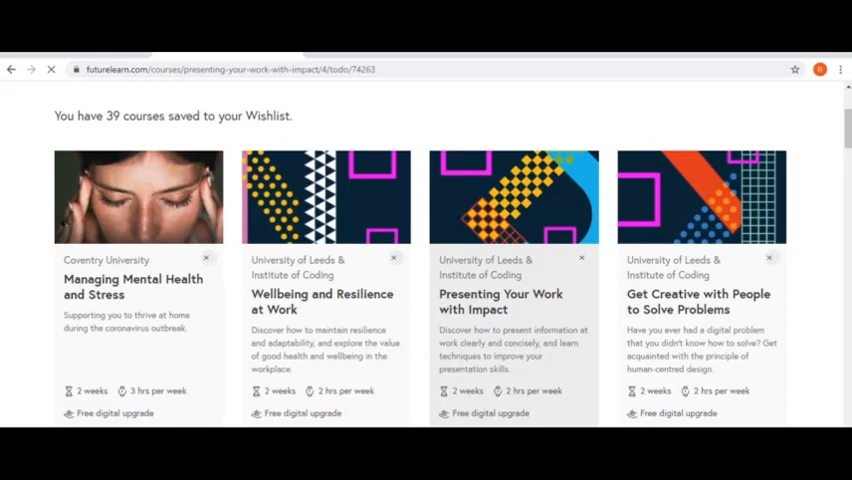 futurelearn.com/courses/presenting-your-work-with-impact/4/todo/74263
R
You have 39 courses saved to your Wishlist.
Coventry University
Managing Mental Health
and Stress
Supporting you to thrive at home
during the coronavirus outbreak.
2 weeks
3 hrs per week
Free digital upgrade
University of Leeds &
Institute of Coding
Wellbeing and Resilience
at Work
Discover how to maintain resilience
and adaptability, and explore the value
of good health and wellbeing in the
workplace.
2 weeks
2 hrs per week
Free digital upgrade
University of Leeds &
Institute of Coding
Presenting Your Work
with Impact
Discover how to present information at
work clearly and concisely, and learn
techniques to improve your
presentation skills.
2 weeks
2 hrs per week
Free digital upgrade
University of Leeds &
Institute of Coding
Get Creative with People
to Solve Problems
Have you ever had a digital problem
that you didn't know how to solve? Get
acquainted with the principle of
human-centred design.
2 weeks
2 hrs per week
Free digital upgrade